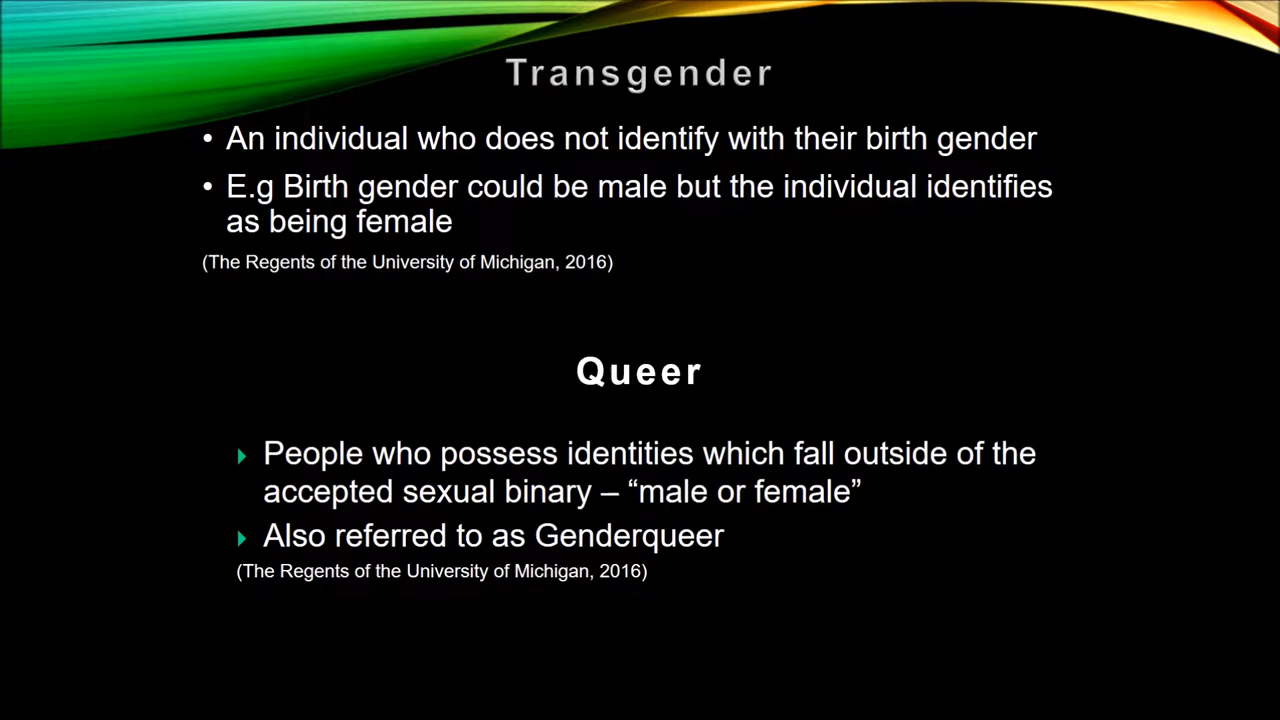 Transgender
• An individual who does not identify with their birth gender
• E.g Birth gender could be male but the individual identifies
as being female
(The Regents of the University of Michigan, 2016)
Queer
People who possess identities which fall outside of the
accepted sexual binary – “male or female”
Also referred to as Genderqueer
(The Regents of the University of Michigan, 2016)